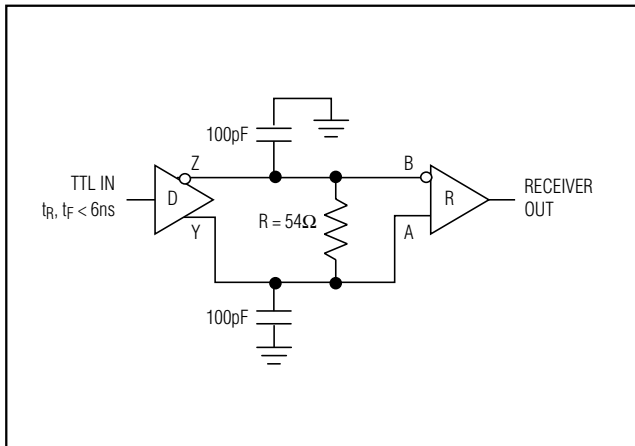 100pF
Z
B
TTL IN
D
R
RECEIVER
OUT
t_R, t_F < 6ns
R = 54Ω
Y
A
100pF